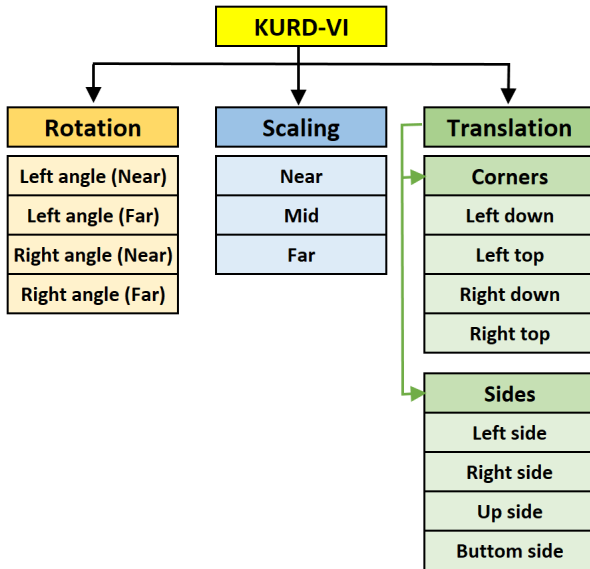 KURD-VI
Rotation
Left angle (Near)
Left angle (Far)
Right angle (Near)
Right angle (Far)
Scaling
Near
Mid
Far
Translation
Corners
Left down
Left top
Right down
Right top
Sides
Left side
Right side
Up side
Buttom side